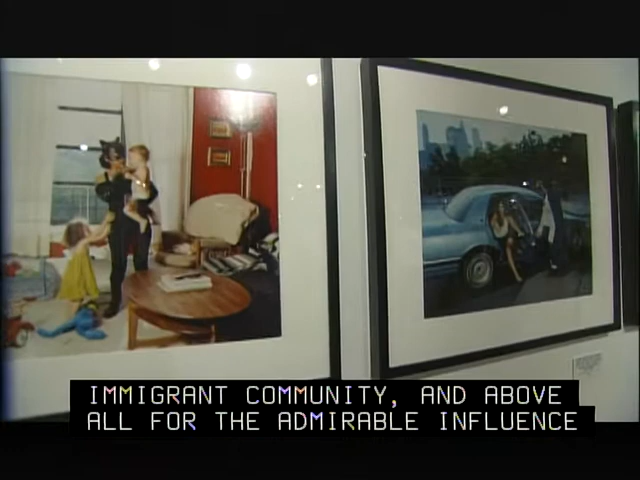 IMMIGRANT COMMUNITY, AND ABOVE
ALL FOR THE ADMIRABLE INFLUENCE